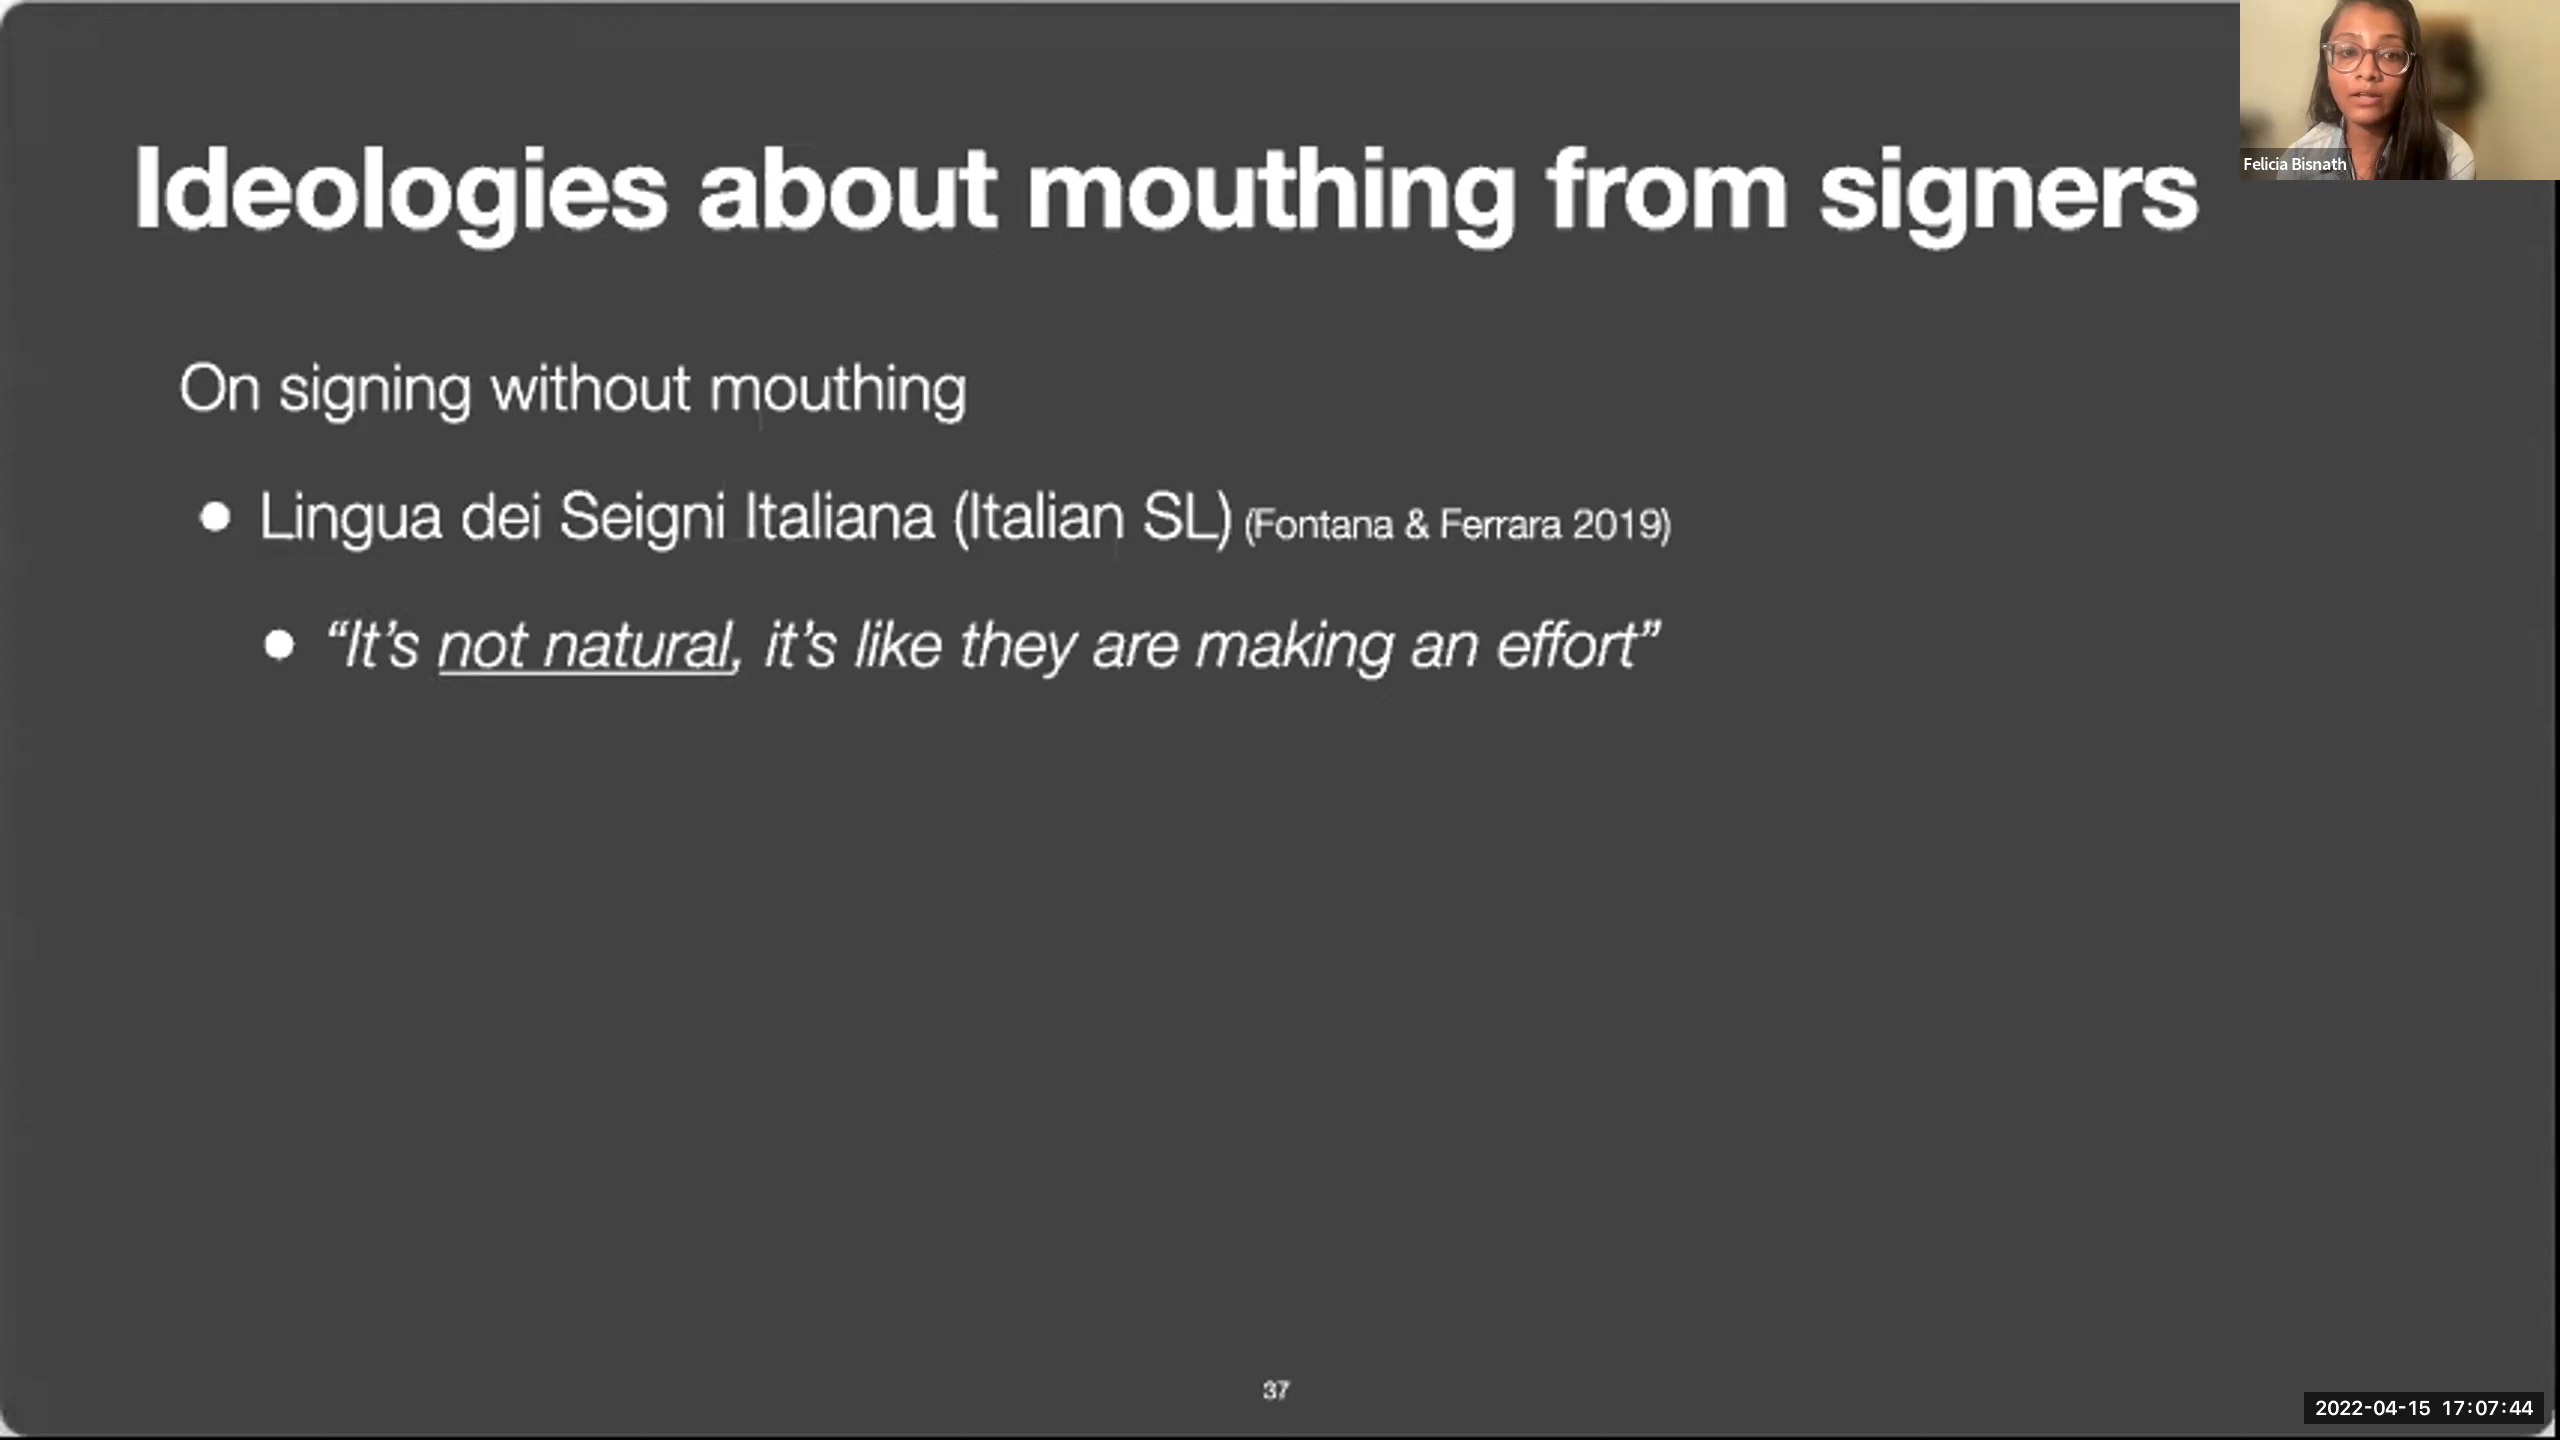 Ideologies about mouthing from signers
Felicia Bisnath
On signing without mouthing
● Lingua dei Seigni Italiana (Italian SL) (Fontana & Ferrara 2019)
● “It’s not natural, it’s like they are making an effort”
37
2022-04-15 17:07:44